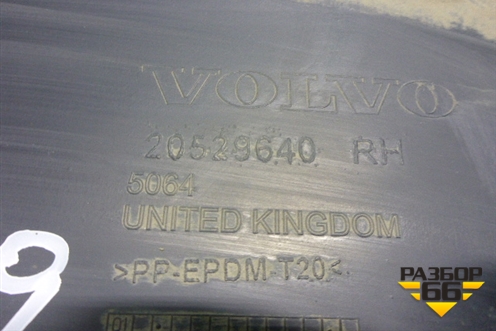 VOLVO
20529640 RH
5064
UNITED KINGDOM
>PP-EPDM-T20<
9
РАЗБОР
66